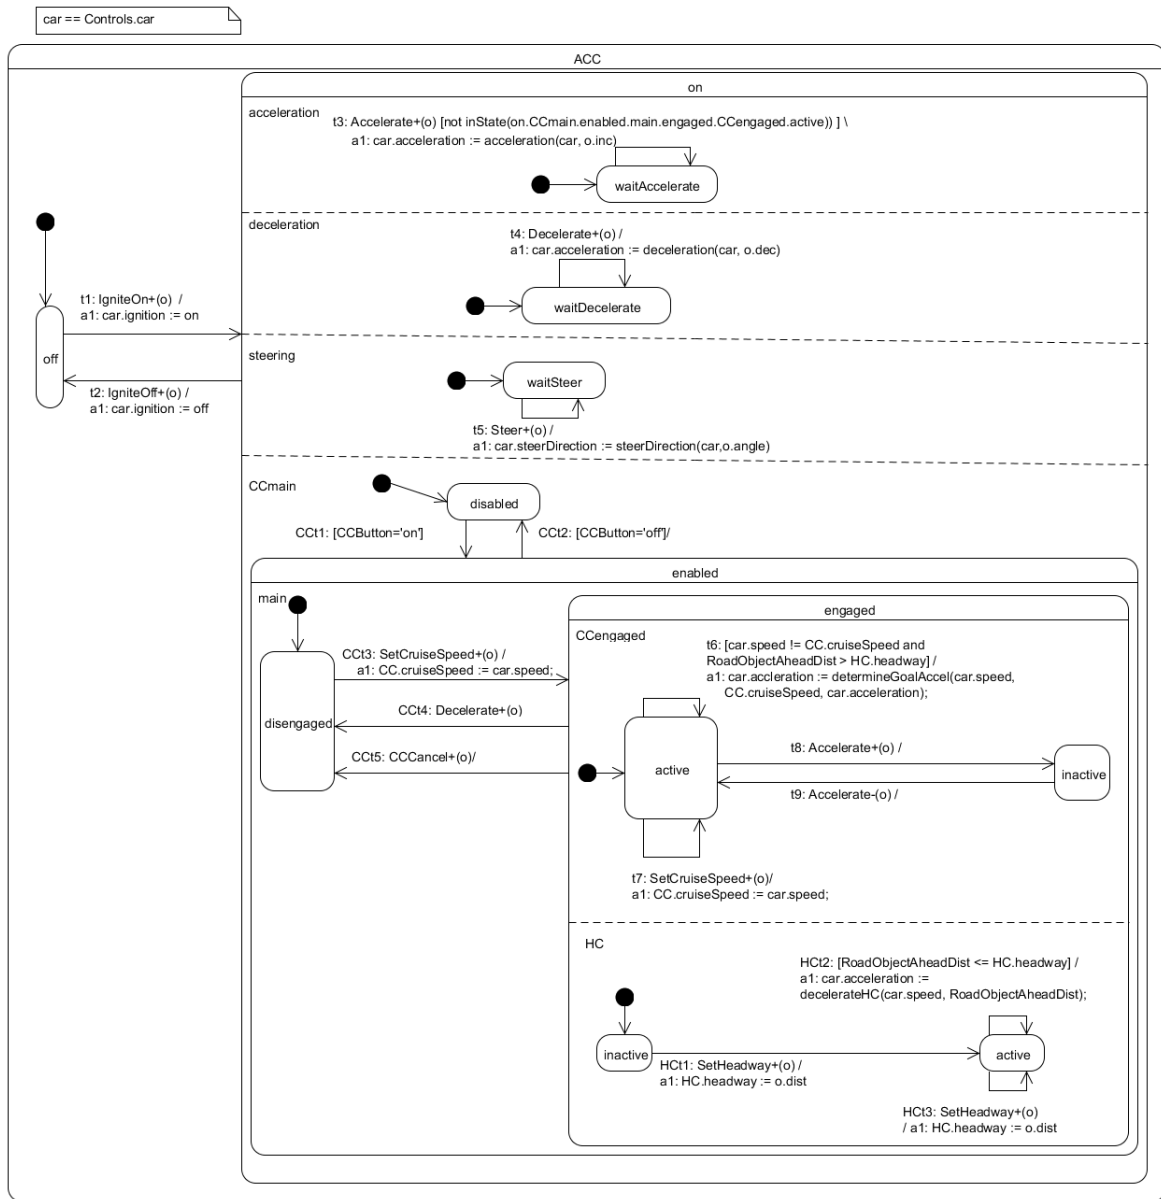 car == Controls.car
ACC
on
acceleration
t3: Accelerate+(o) [not inState(on.CCmain.enabled.main.engaged.CCengaged.active)) ] \
a1: car.acceleration := acceleration(car, o.inc)
waitAccelerate
deceleration
t4: Decelerate+(o) /
a1: car.acceleration := deceleration(car, o.dec)
waitDecelerate
t1: IgniteOn+(o) /
a1: car.ignition := on
off
t2: IgniteOff+(o) /
a1: car.ignition := off
steering
waitSteer
t5: Steer+(o) /
a1: car.steerDirection := steerDirection(car,o.angle)
CCmain
disabled
CCt1: [CCButton='on']
CCt2: [CCButton='off']/
enabled
main
engaged
CCengaged
CCt3: SetCruiseSpeed+(o) /
a1: CC.cruiseSpeed := car.speed;
disengaged
CCt4: Decelerate+(o)
CCt5: CCCancel+(o)/
t6: [car.speed != CC.cruiseSpeed and
RoadObjectAheadDist > HC.headway] /
a1: car.accleration := determineGoalAccel(car.speed,
CC.cruiseSpeed, car.acceleration);
active
t8: Accelerate+(o) /
inactive
t9: Accelerate-(o) /
t7: SetCruiseSpeed+(o)/
a1: CC.cruiseSpeed := car.speed;
HC
HCt2: [RoadObjectAheadDist <= HC.headway] /
a1: car.acceleration :=
decelerateHC(car.speed, RoadObjectAheadDist);
inactive
active
HCt1: SetHeadway+(o) /
a1: HC.headway := o.dist
HCt3: SetHeadway+(o)
/ a1: HC.headway := o.dist